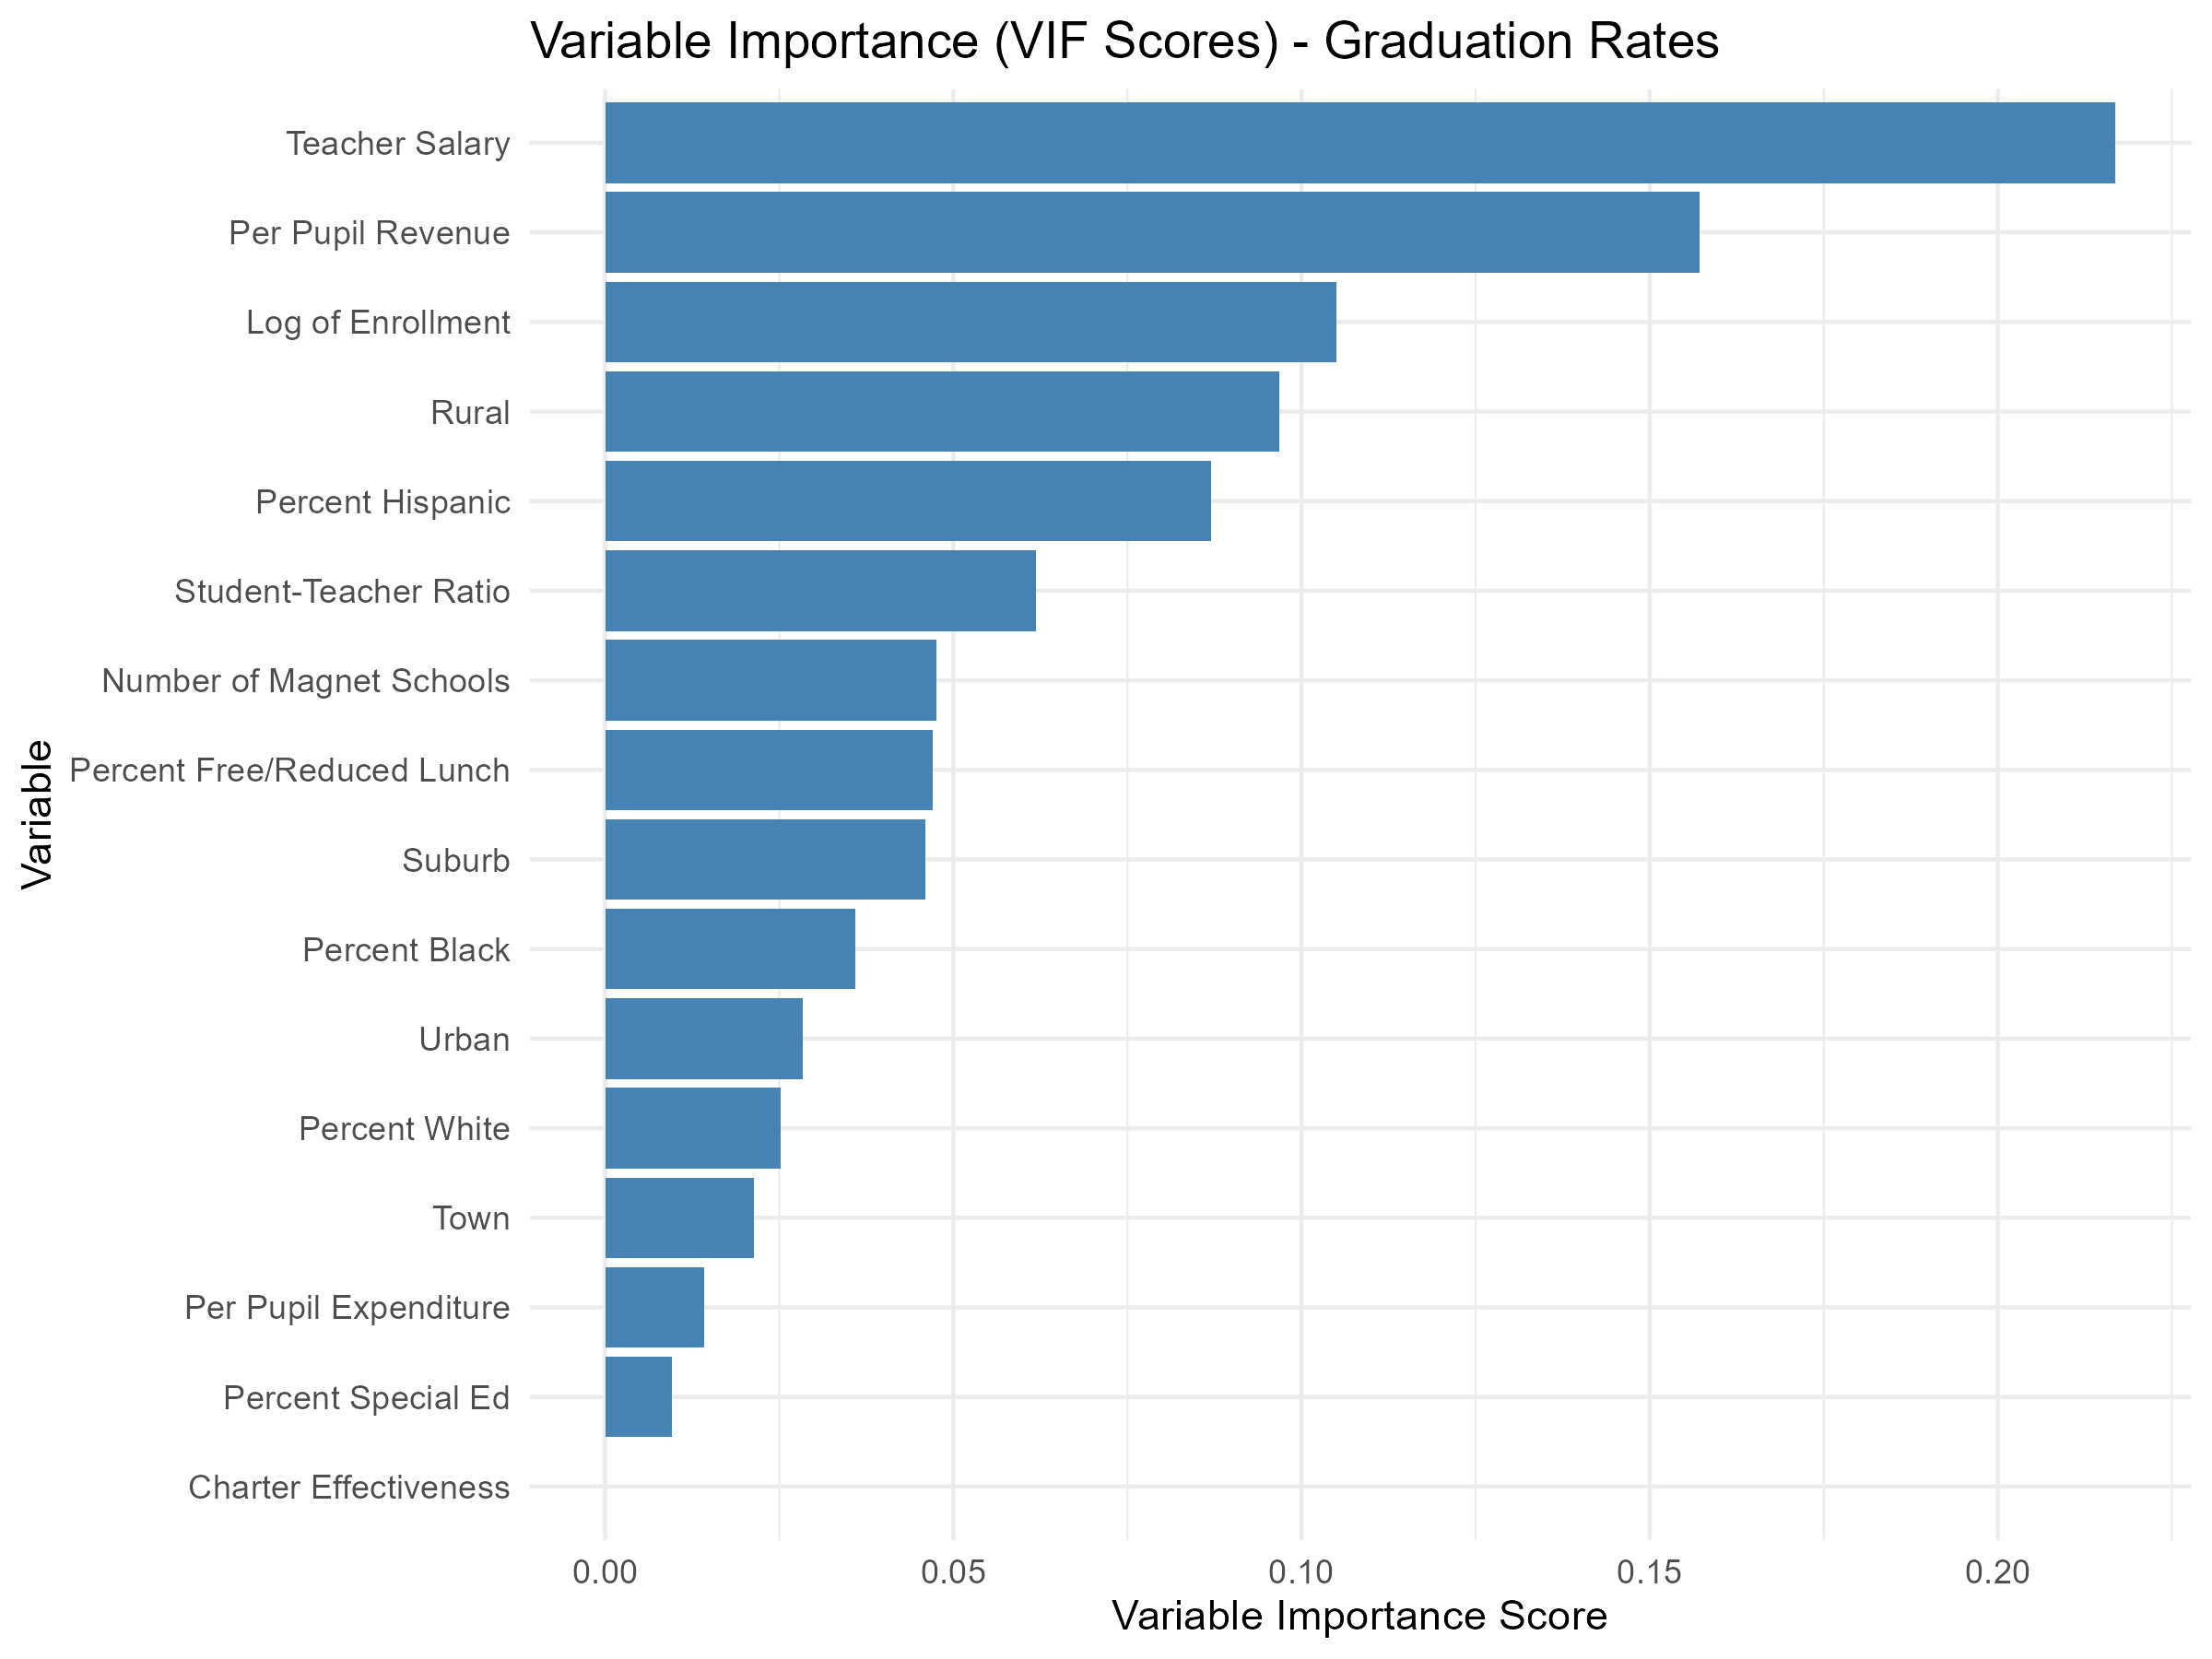 Variable Importance (VIF Scores) - Graduation Rates
Variable
Teacher Salary
Per Pupil Revenue
Log of Enrollment
Rural
Percent Hispanic
Student-Teacher Ratio
Number of Magnet Schools
Percent Free/Reduced Lunch
Suburb
Percent Black
Urban
Percent White
Town
Per Pupil Expenditure
Percent Special Ed
Charter Effectiveness
0.00 0.05 0.10 0.15 0.20
Variable Importance Score